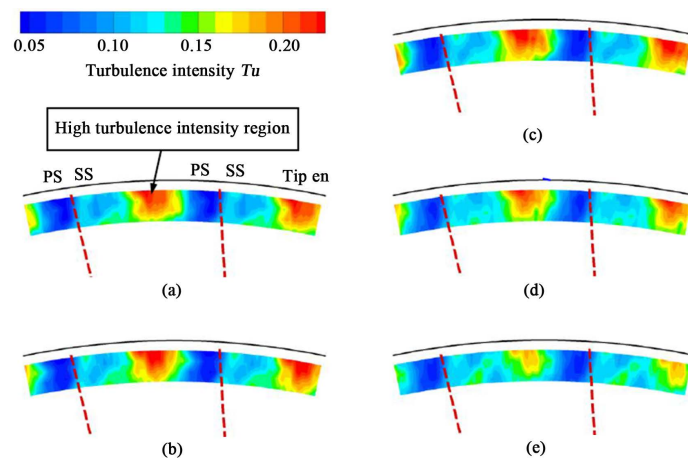 0.05 0.10 0.15 0.20
Turbulence intensity Tu
High turbulence intensity region
PS SS PS SS Tip en
(a)
(b)
(c)
(d)
(e)